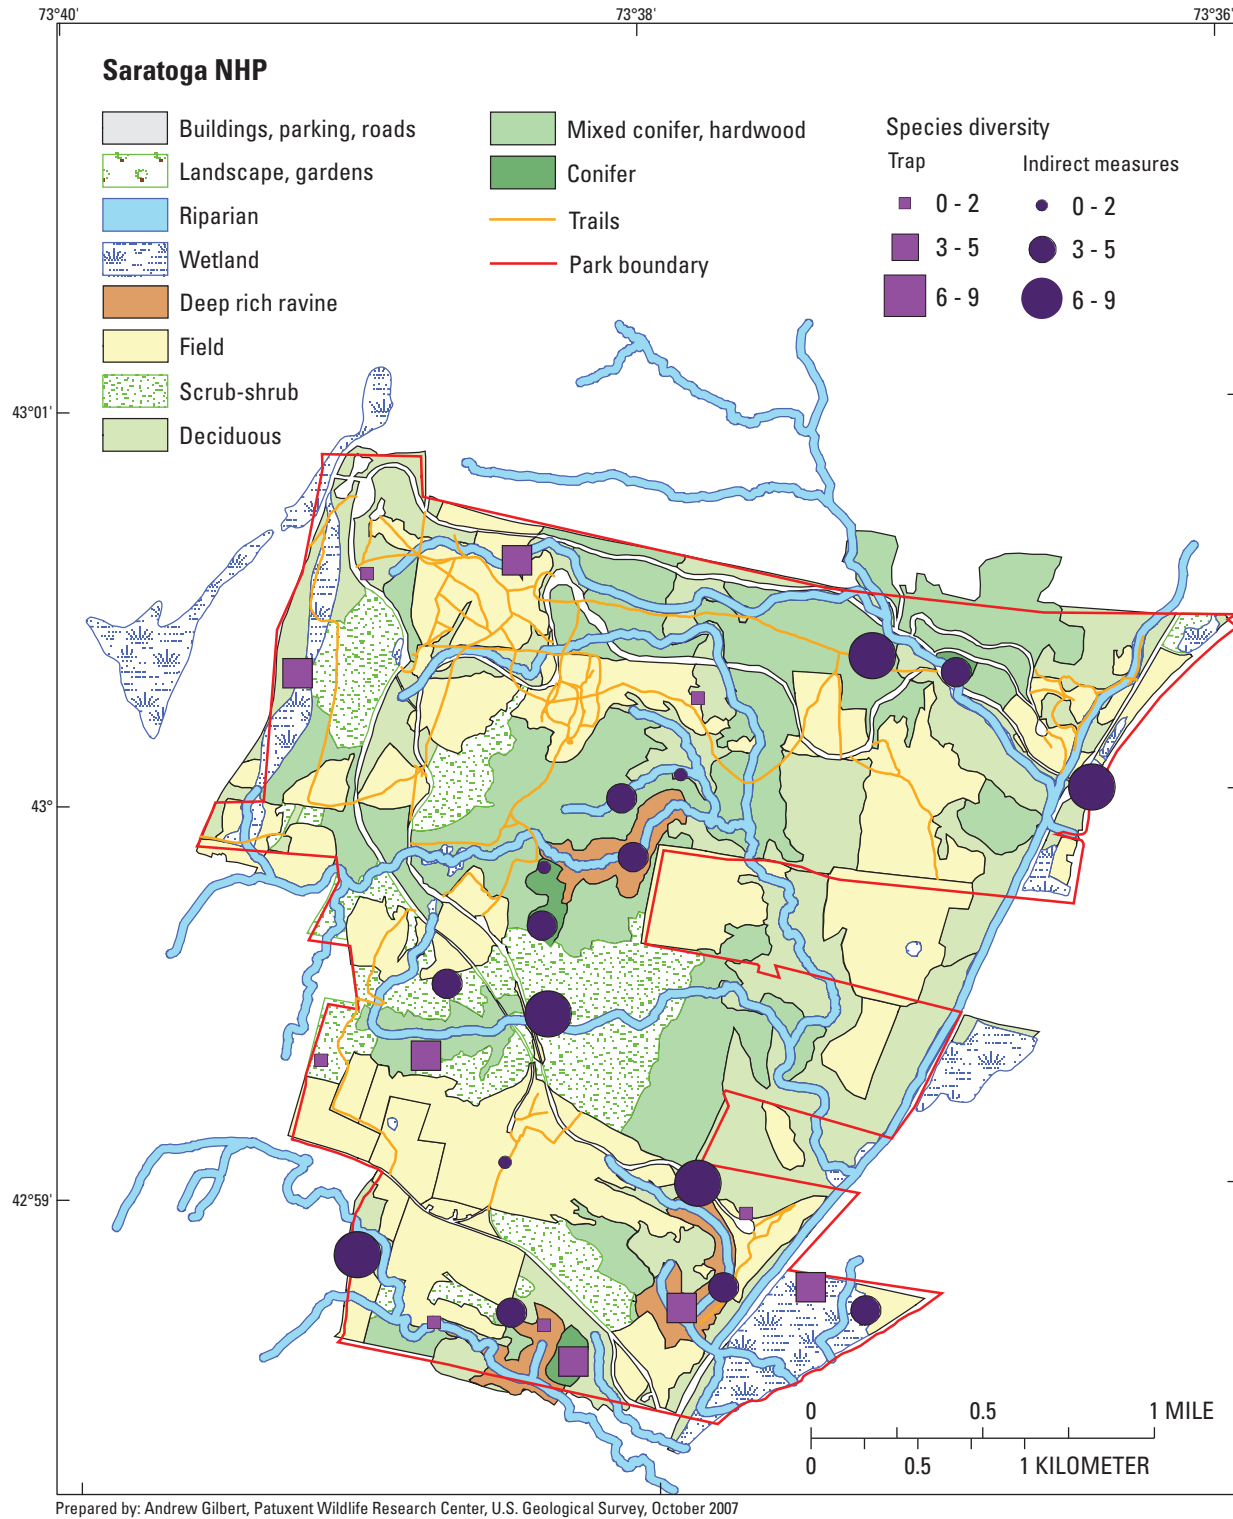 73°40'
73°38'
73°36'
Saratoga NHP
Buildings, parking, roads
Landscape, gardens
Riparian
Wetland
Deep rich ravine
Field
Scrub-shrub
Deciduous
Mixed conifer, hardwood
Conifer
Trails
Park boundary
Species diversity
Trap
Indirect measures
0 - 2
0 - 2
3 - 5
3 - 5
6 - 9
6 - 9
43°01'
43°
42°59'
0 0.5 1 MILE
0 0.5 1 KILOMETER
Prepared by: Andrew Gilbert, Patuxent Wildlife Research Center, U.S. Geological Survey, October 2007